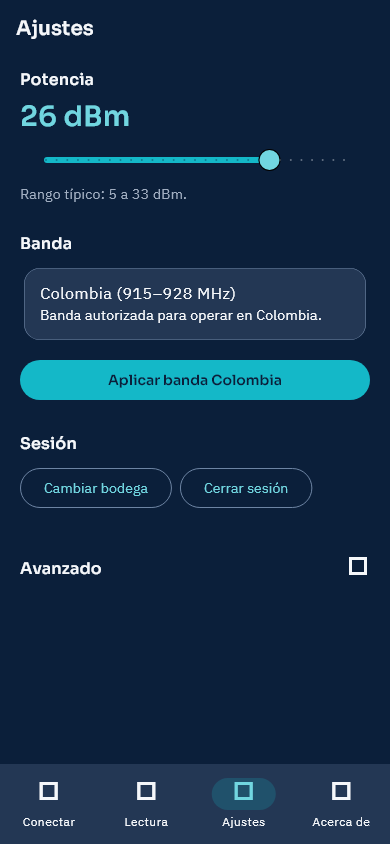 Ajustes
Potencia
26 dBm
Rango típico: 5 a 33 dBm.
Banda
Colombia (915–928 MHz)
Banda autorizada para operar en Colombia.
Aplicar banda Colombia
Sesión
Cambiar bodega
Cerrar sesión
Avanzado
Conectar
Lectura
Ajustes
Acerca de